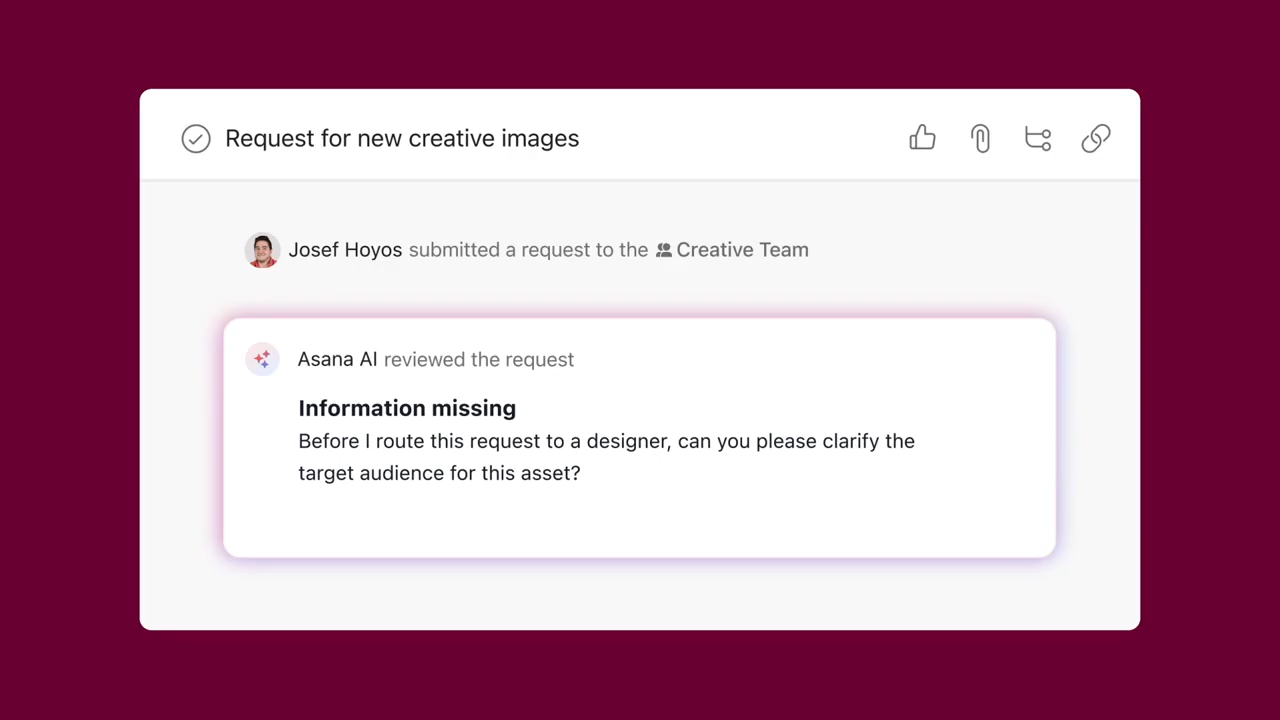 Request for new creative images
Josef Hoyos submitted a request to the Creative Team
Asana AI reviewed the request
Information missing
Before I route this request to a designer, can you please clarify the
target audience for this asset?